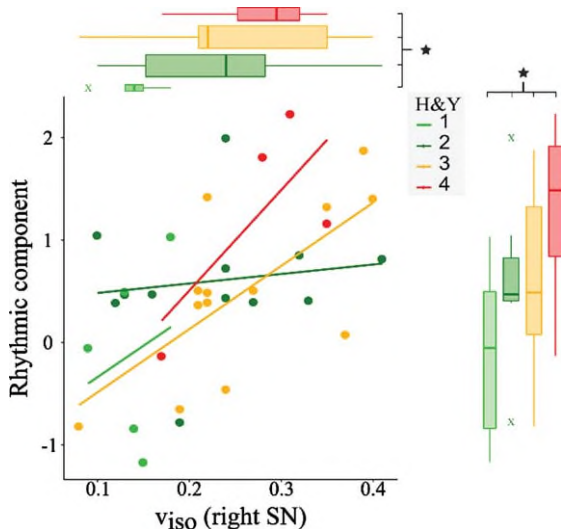 x
H&Y
1
2
3
4
x
x
2
1
0
-1
Rhythmic component
0.1 0.2 0.3 0.4
viso (right SN)